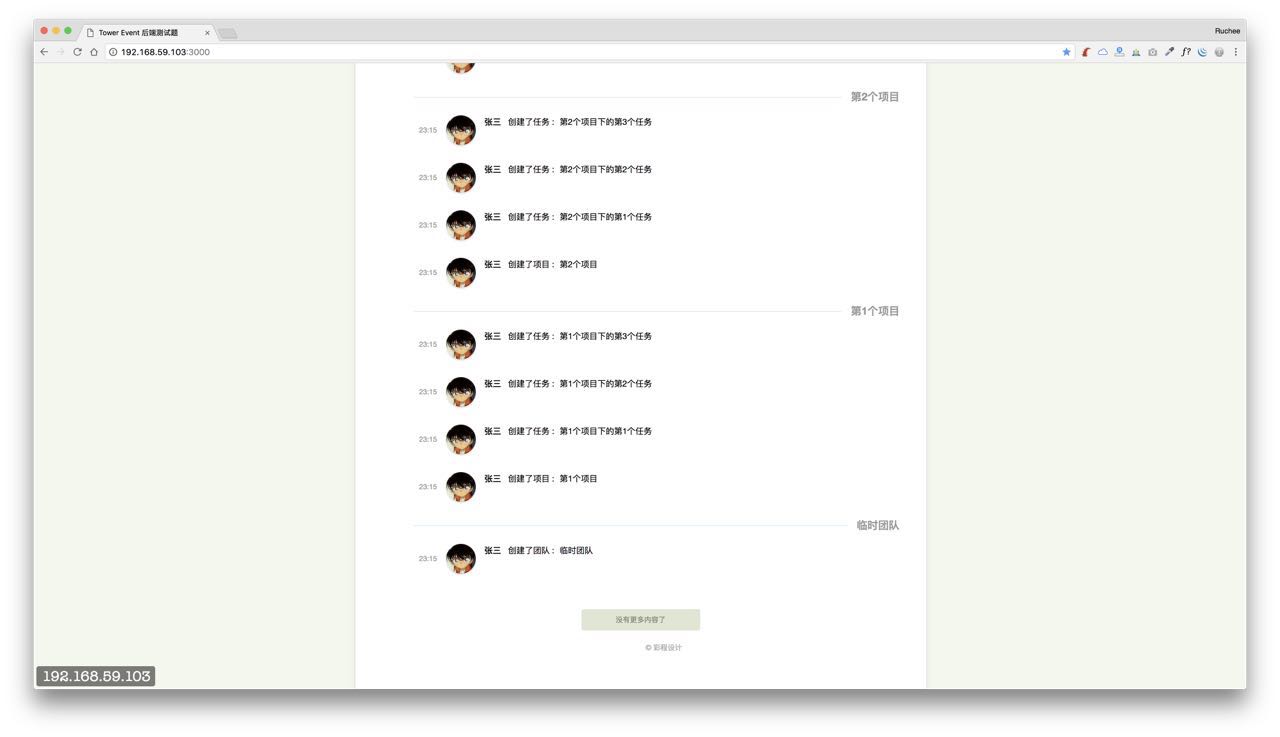 Tower Event 后端测试题
Ruchee
192.168.59.103:3000
f?
第2个项目
23:15 张三 创建了任务： 第2个项目下的第3个任务
23:15 张三 创建了任务： 第2个项目下的第2个任务
23:15 张三 创建了任务： 第2个项目下的第1个任务
23:15 张三 创建了项目： 第2个项目
第1个项目
23:15 张三 创建了任务： 第1个项目下的第3个任务
23:15 张三 创建了任务： 第1个项目下的第2个任务
23:15 张三 创建了任务： 第1个项目下的第1个任务
23:15 张三 创建了项目： 第1个项目
临时团队
23:15 张三 创建了团队： 临时团队
没有更多内容了
© 彩程设计
192.168.59.103